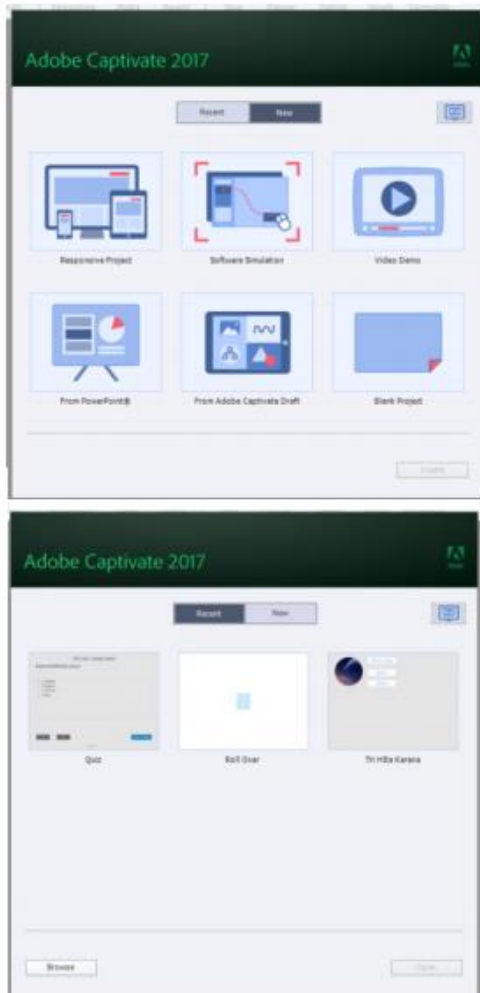 Adobe Captivate 2017
Recent New
Responsive Project Software Simulation Video Demo
From PowerPoint® From Adobe Captivate Draft Blank Project
Create
Adobe Captivate 2017
Recent New
Quiz Roll Over Tri Hita Karana
Browse Open